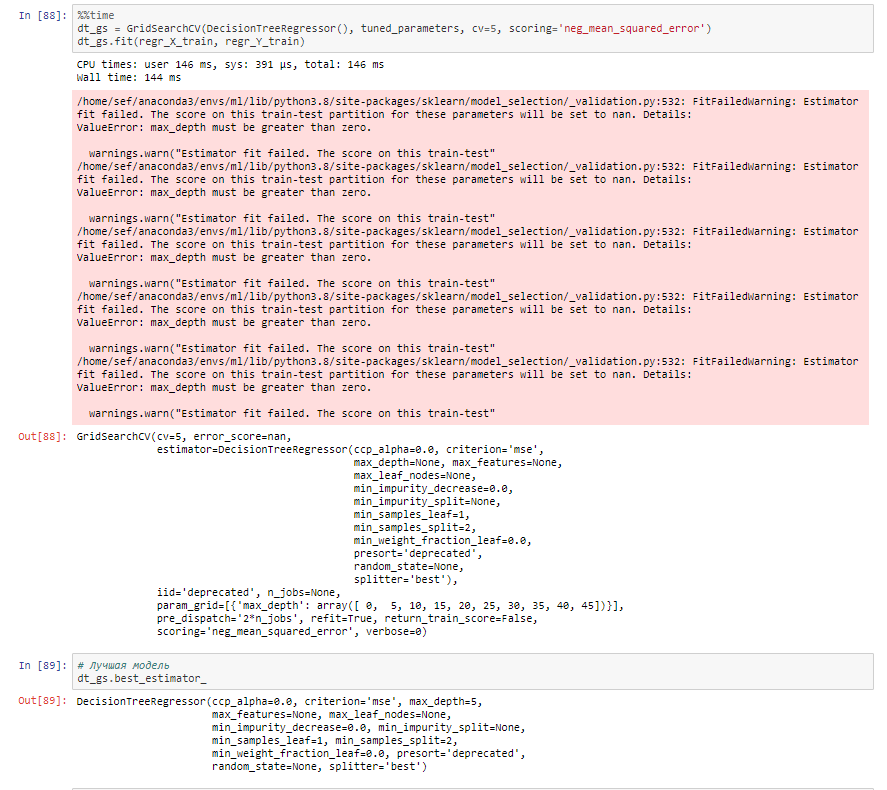 In [88]: %%time
dt_gs = GridSearchCV(DecisionTreeRegressor(), tuned_parameters, cv=5, scoring='neg_mean_squared_error')
dt_gs.fit(regr_X_train, regr_Y_train)
CPU times: user 146 ms, sys: 391 µs, total: 146 ms
Wall time: 144 ms
/home/sef/anaconda3/envs/ml/lib/python3.8/site-packages/sklearn/model_selection/_validation.py:532: FitFailedWarning: Estimator
fit failed. The score on this train-test partition for these parameters will be set to nan. Details:
ValueError: max_depth must be greater than zero.
warnings.warn("Estimator fit failed. The score on this train-test"
/home/sef/anaconda3/envs/ml/lib/python3.8/site-packages/sklearn/model_selection/_validation.py:532: FitFailedWarning: Estimator
fit failed. The score on this train-test partition for these parameters will be set to nan. Details:
ValueError: max_depth must be greater than zero.
warnings.warn("Estimator fit failed. The score on this train-test"
/home/sef/anaconda3/envs/ml/lib/python3.8/site-packages/sklearn/model_selection/_validation.py:532: FitFailedWarning: Estimator
fit failed. The score on this train-test partition for these parameters will be set to nan. Details:
ValueError: max_depth must be greater than zero.
warnings.warn("Estimator fit failed. The score on this train-test"
/home/sef/anaconda3/envs/ml/lib/python3.8/site-packages/sklearn/model_selection/_validation.py:532: FitFailedWarning: Estimator
fit failed. The score on this train-test partition for these parameters will be set to nan. Details:
ValueError: max_depth must be greater than zero.
warnings.warn("Estimator fit failed. The score on this train-test"
/home/sef/anaconda3/envs/ml/lib/python3.8/site-packages/sklearn/model_selection/_validation.py:532: FitFailedWarning: Estimator
fit failed. The score on this train-test partition for these parameters will be set to nan. Details:
ValueError: max_depth must be greater than zero.
warnings.warn("Estimator fit failed. The score on this train-test"
Out[88]: GridSearchCV(cv=5, error_score=nan,
estimator=DecisionTreeRegressor(ccp_alpha=0.0, criterion='mse',
max_depth=None, max_features=None,
max_leaf_nodes=None,
min_impurity_decrease=0.0,
min_impurity_split=None,
min_samples_leaf=1,
min_samples_split=2,
min_weight_fraction_leaf=0.0,
presort='deprecated',
random_state=None,
splitter='best'),
iid='deprecated', n_jobs=None,
param_grid=[{'max_depth': array([ 0,  5, 10, 15, 20, 25, 30, 35, 40, 45])}],
pre_dispatch='2*n_jobs', refit=True, return_train_score=False,
scoring='neg_mean_squared_error', verbose=0)
In [89]: # Лучшая модель
dt_gs.best_estimator_
Out[89]: DecisionTreeRegressor(ccp_alpha=0.0, criterion='mse', max_depth=5,
max_features=None, max_leaf_nodes=None,
min_impurity_decrease=0.0, min_impurity_split=None,
min_samples_leaf=1, min_samples_split=2,
min_weight_fraction_leaf=0.0, presort='deprecated',
random_state=None, splitter='best')